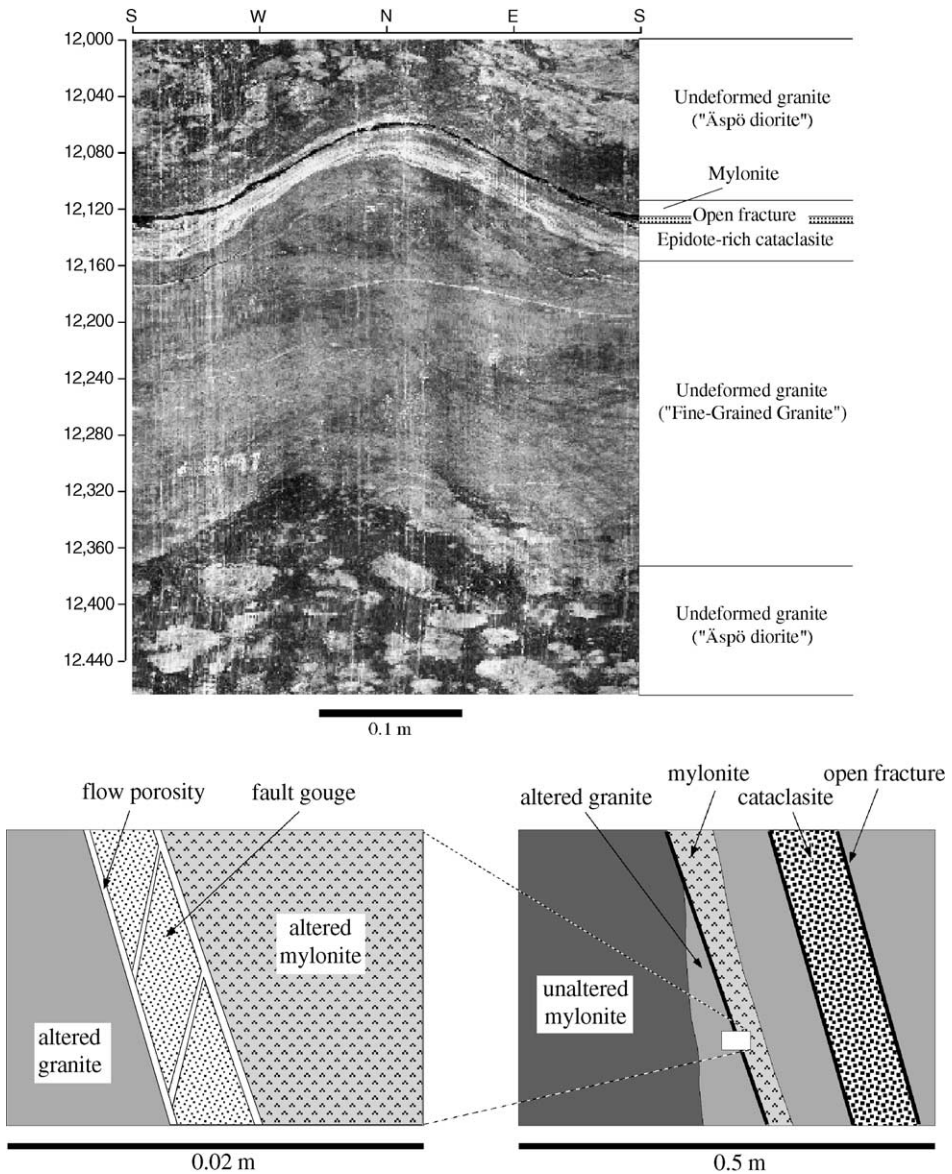 S W N E S
12,000
12,040
12,080
12,120
12,160
12,200
12,240
12,280
12,320
12,360
12,400
12.440
Undeformed granite
("Äspö diorite")
Mylonite
Open fracture
Epidote-rich cataclasite
Undeformed granite
("Fine-Grained Granite")
Undeformed granite
("Äspö diorite")
0.1 m
flow porosity
fault gouge
altered
mylonite
altered
granite
0.02 m
altered granite
mylonite
cataclasite
open fracture
unaltered
mylonite
0.5 m